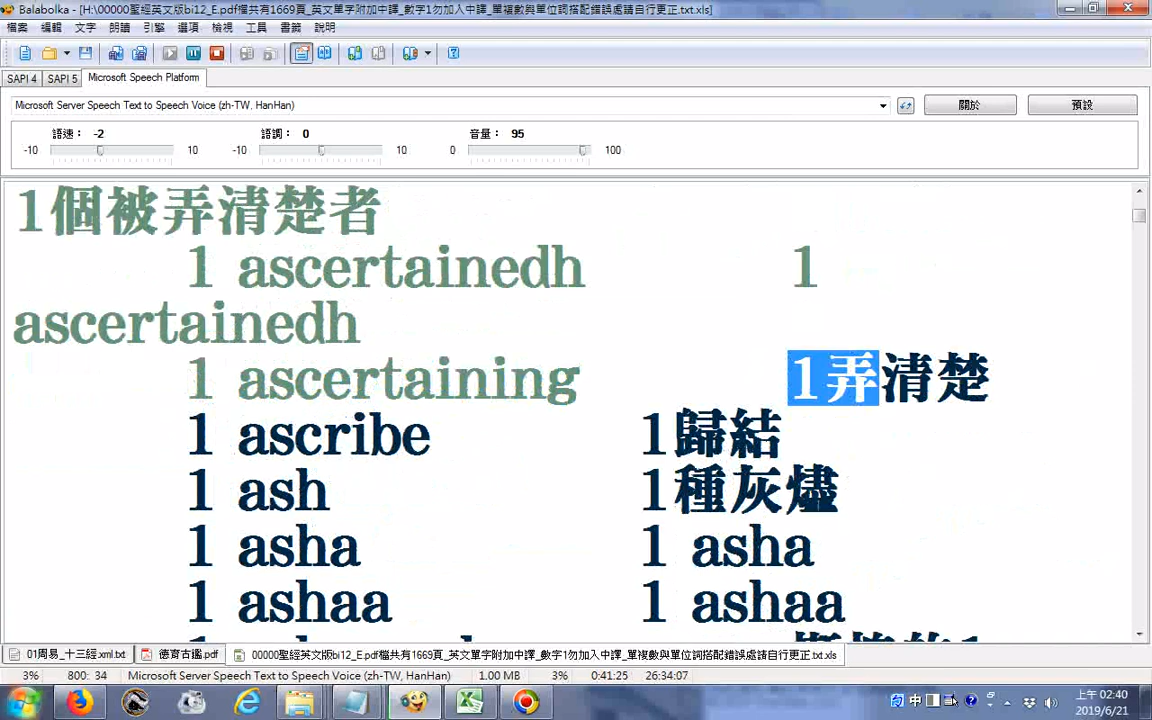 Balabolka - [H:\00000聖經英文版bi12_E.pdf檔共有1669頁_英文單字附加中譯_數字1勿加入中譯_單複數與單位詞搭配錯誤處請自行更正.txt.xls]
檔案 編輯 文字 朗讀 引擎 選項 檢視 工具 書籤 說明
SAPI 4 SAPI 5 Microsoft Speech Platform
Microsoft Server Speech Text to Speech Voice (zh-TW, HanHan) 關於 預設
語速： -2 語調： 0 音量： 95
-10 10 -10 10 0 100
1個被弄清楚者
1 ascertainedh 1
ascertainedh
1 ascertaining 1弄清楚
1 ascribe 1歸結
1 ash 1種灰燼
1 asha 1 asha
1 ashaa 1 ashaa
01周易_十三經.xml.txt 德育古鑑.pdf 00000聖經英文版bi12_E.pdf檔共有1669頁_英文單字附加中譯_數字1勿加入中譯_單複數與單位詞搭配錯誤處請自行更正.txt.xls
3% 800: 34 Microsoft Server Speech Text to Speech Voice (zh-TW, HanHan) 1.00 MB 3% 0:41:25 26:34:07
中 上午 02:40
2019/6/21